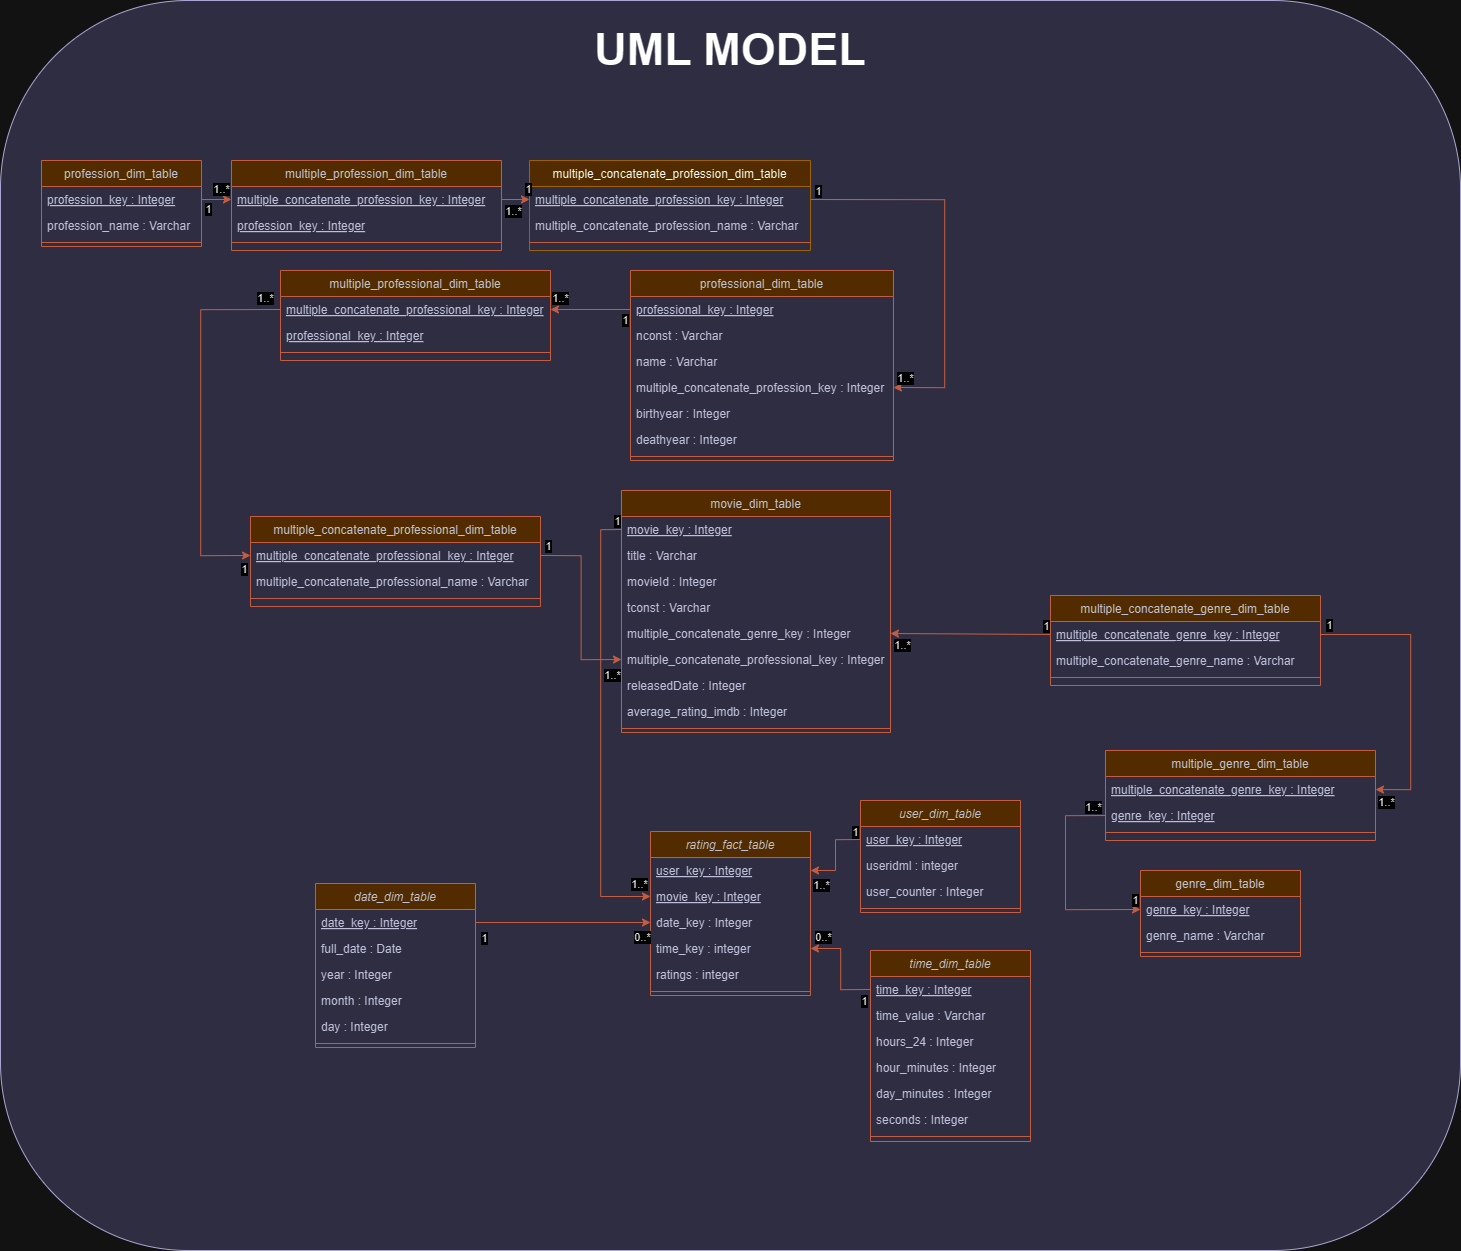 UML MODEL
profession_dim_table
profession_key : Integer
profession_name : Varchar
1
1..*
multiple_profession_dim_table
multiple_concatenate_profession_key : Integer
profession_key : Integer
1..*
1
multiple_concatenate_profession_dim_table
multiple_concatenate_profession_key : Integer
multiple_concatenate_profession_name : Varchar
1
multiple_professional_dim_table
multiple_concatenate_professional_key : Integer
professional_key : Integer
1..*
1..*
1
professional_dim_table
professional_key : Integer
nconst : Varchar
name : Varchar
multiple_concatenate_profession_key : Integer
birthyear : Integer
deathyear : Integer
1..*
multiple_concatenate_professional_dim_table
multiple_concatenate_professional_key : Integer
multiple_concatenate_professional_name : Varchar
1
1
movie_dim_table
movie_key : Integer
title : Varchar
movieId : Integer
tconst : Varchar
multiple_concatenate_genre_key : Integer
multiple_concatenate_professional_key : Integer
releasedDate : Integer
average_rating_imdb : Integer
1
1..*
1..*
multiple_concatenate_genre_dim_table
multiple_concatenate_genre_key : Integer
multiple_concatenate_genre_name : Varchar
1
1
multiple_genre_dim_table
multiple_concatenate_genre_key : Integer
genre_key : Integer
1..*
1..*
genre_dim_table
genre_key : Integer
genre_name : Varchar
1
user_dim_table
user_key : Integer
useridml : integer
user_counter : Integer
1
1..*
rating_fact_table
user_key : Integer
movie_key : Integer
date_key : Integer
time_key : integer
ratings : integer
1..*
0..*
0..*
date_dim_table
date_key : Integer
full_date : Date
year : Integer
month : Integer
day : Integer
1
time_dim_table
time_key : Integer
time_value : Varchar
hours_24 : Integer
hour_minutes : Integer
day_minutes : Integer
seconds : Integer
1